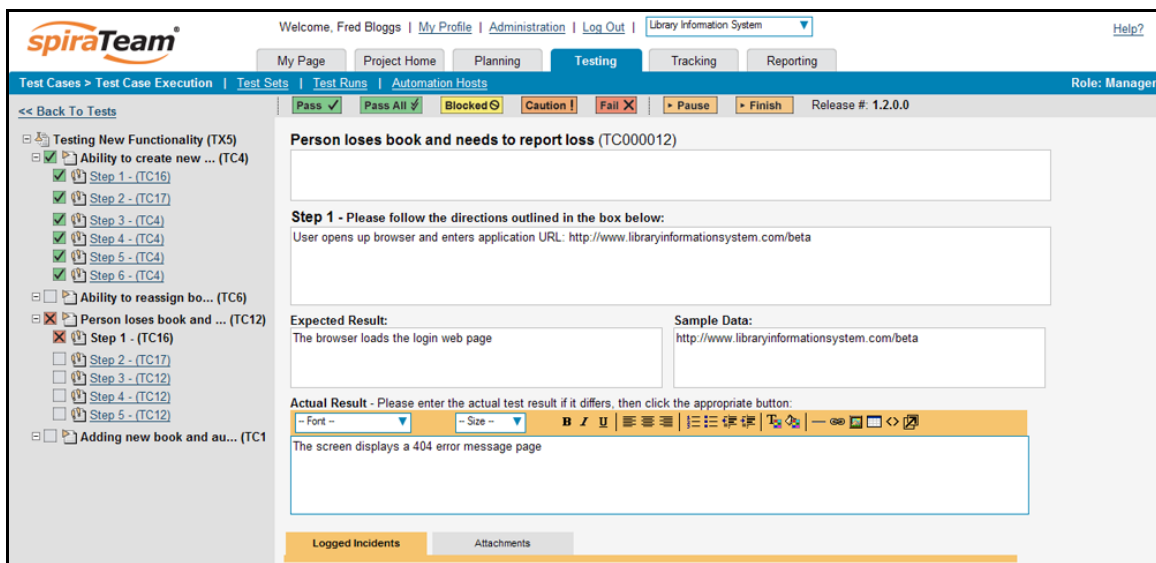 spiraTeam®
Welcome, Fred Bloggs | My Profile | Administration | Log Out | Library Information System
Help?
My Page Project Home Planning Testing Tracking Reporting
Test Cases > Test Case Execution | Test Sets | Test Runs | Automation Hosts Role: Manager
<< Back To Tests
Pass Pass All Blocked Caution ! Fail Pause Finish Release #: 1.2.0.0
Testing New Functionality (TX5)
Ability to create new ... (TC4)
Step 1 - (TC16)
Step 2 - (TC17)
Step 3 - (TC4)
Step 4 - (TC4)
Step 5 - (TC4)
Step 6 - (TC4)
Ability to reassign bo... (TC6)
Person loses book and ... (TC12)
Step 1 - (TC16)
Step 2 - (TC17)
Step 3 - (TC12)
Step 4 - (TC12)
Step 5 - (TC12)
Adding new book and au... (TC1
Person loses book and needs to report loss (TC000012)
Step 1 - Please follow the directions outlined in the box below:
User opens up browser and enters application URL: http://www.libraryinformationsystem.com/beta
Expected Result:
The browser loads the login web page
Sample Data:
http://www.libraryinformationsystem.com/beta
Actual Result - Please enter the actual test result if it differs, then click the appropriate button:
-- Font -- -- Size -- B I U
The screen displays a 404 error message page
Logged Incidents Attachments